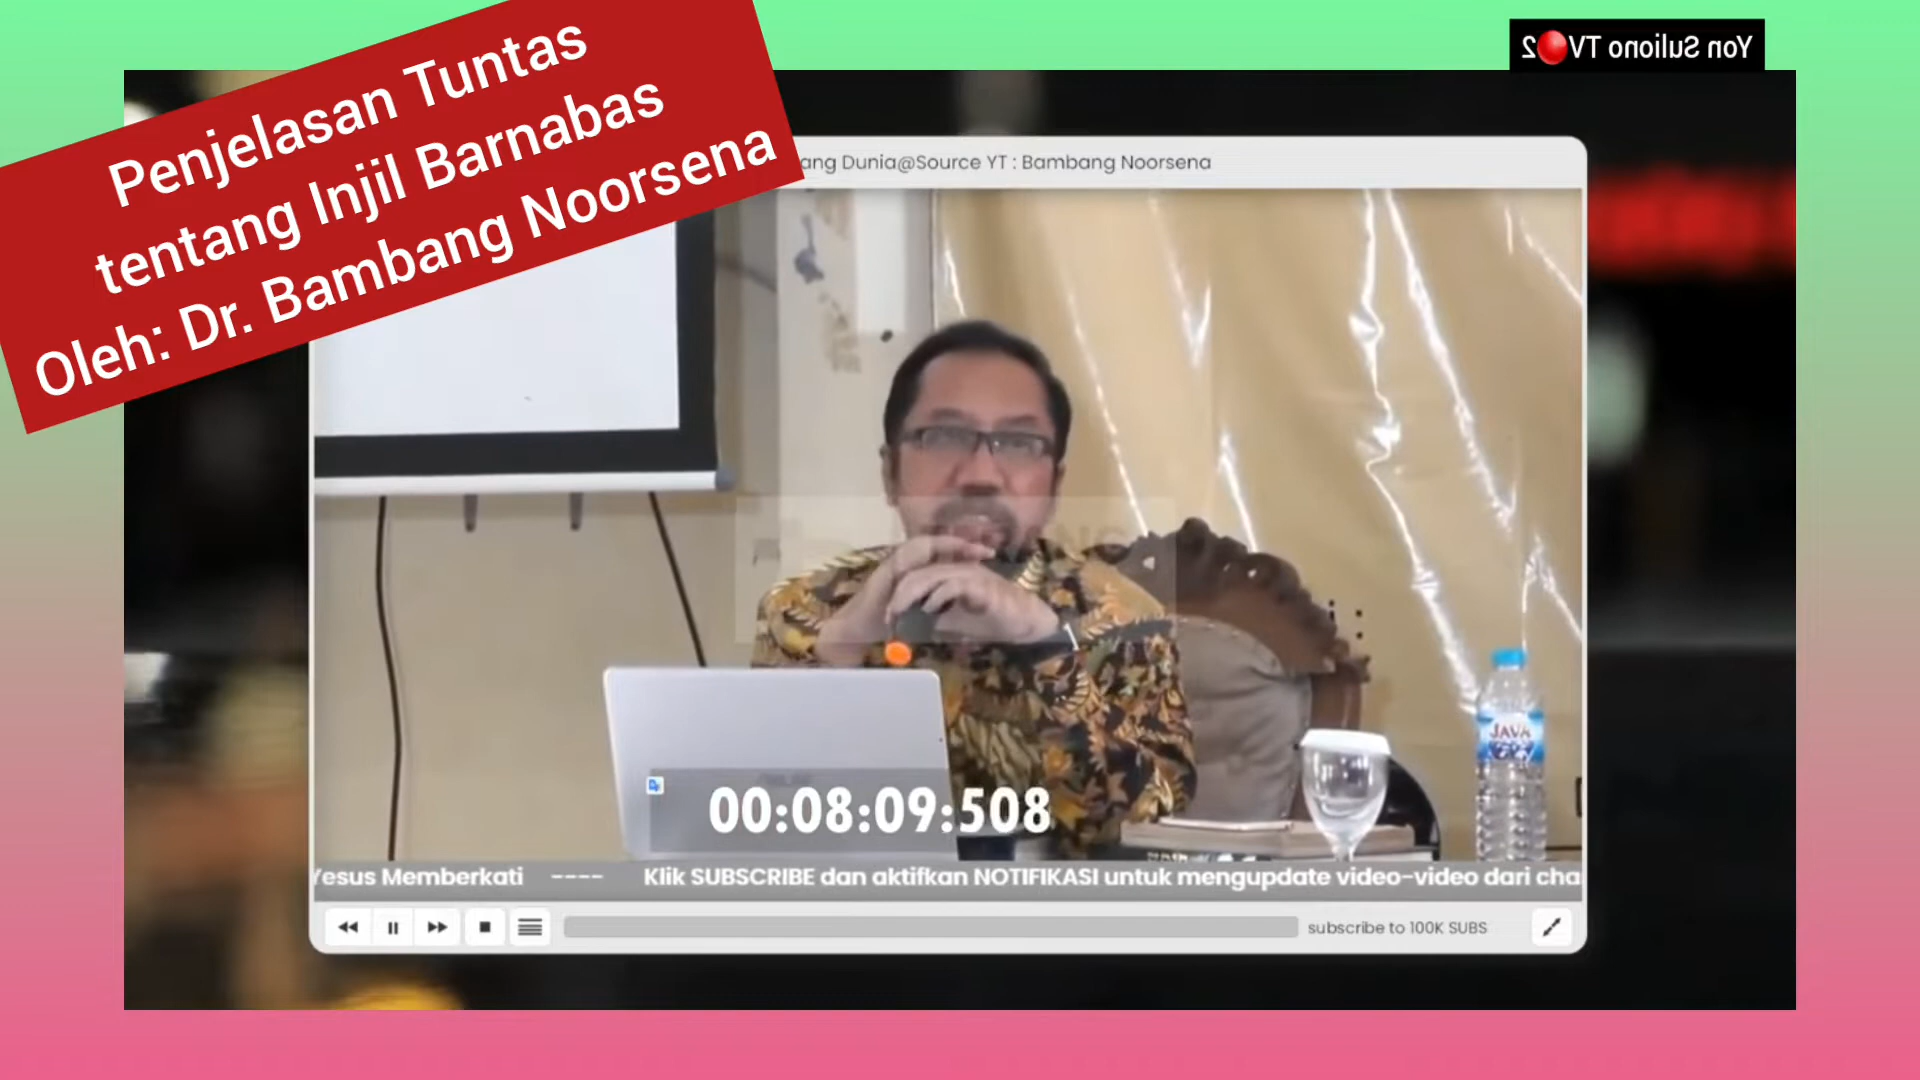 Penjelasan Tuntas
tentang Injil Barnabas
Oleh: Dr. Bambang Noorsena
Yon Suliono TV 2
ang Dunia@Source YT : Bambang Noorsena
JAVA
00:08:09:508
Yesus Memberkati ---- Klik SUBSCRIBE dan aktifkan NOTIFIKASI untuk mengupdate video-video dari cha
subscribe to 100K SUBS